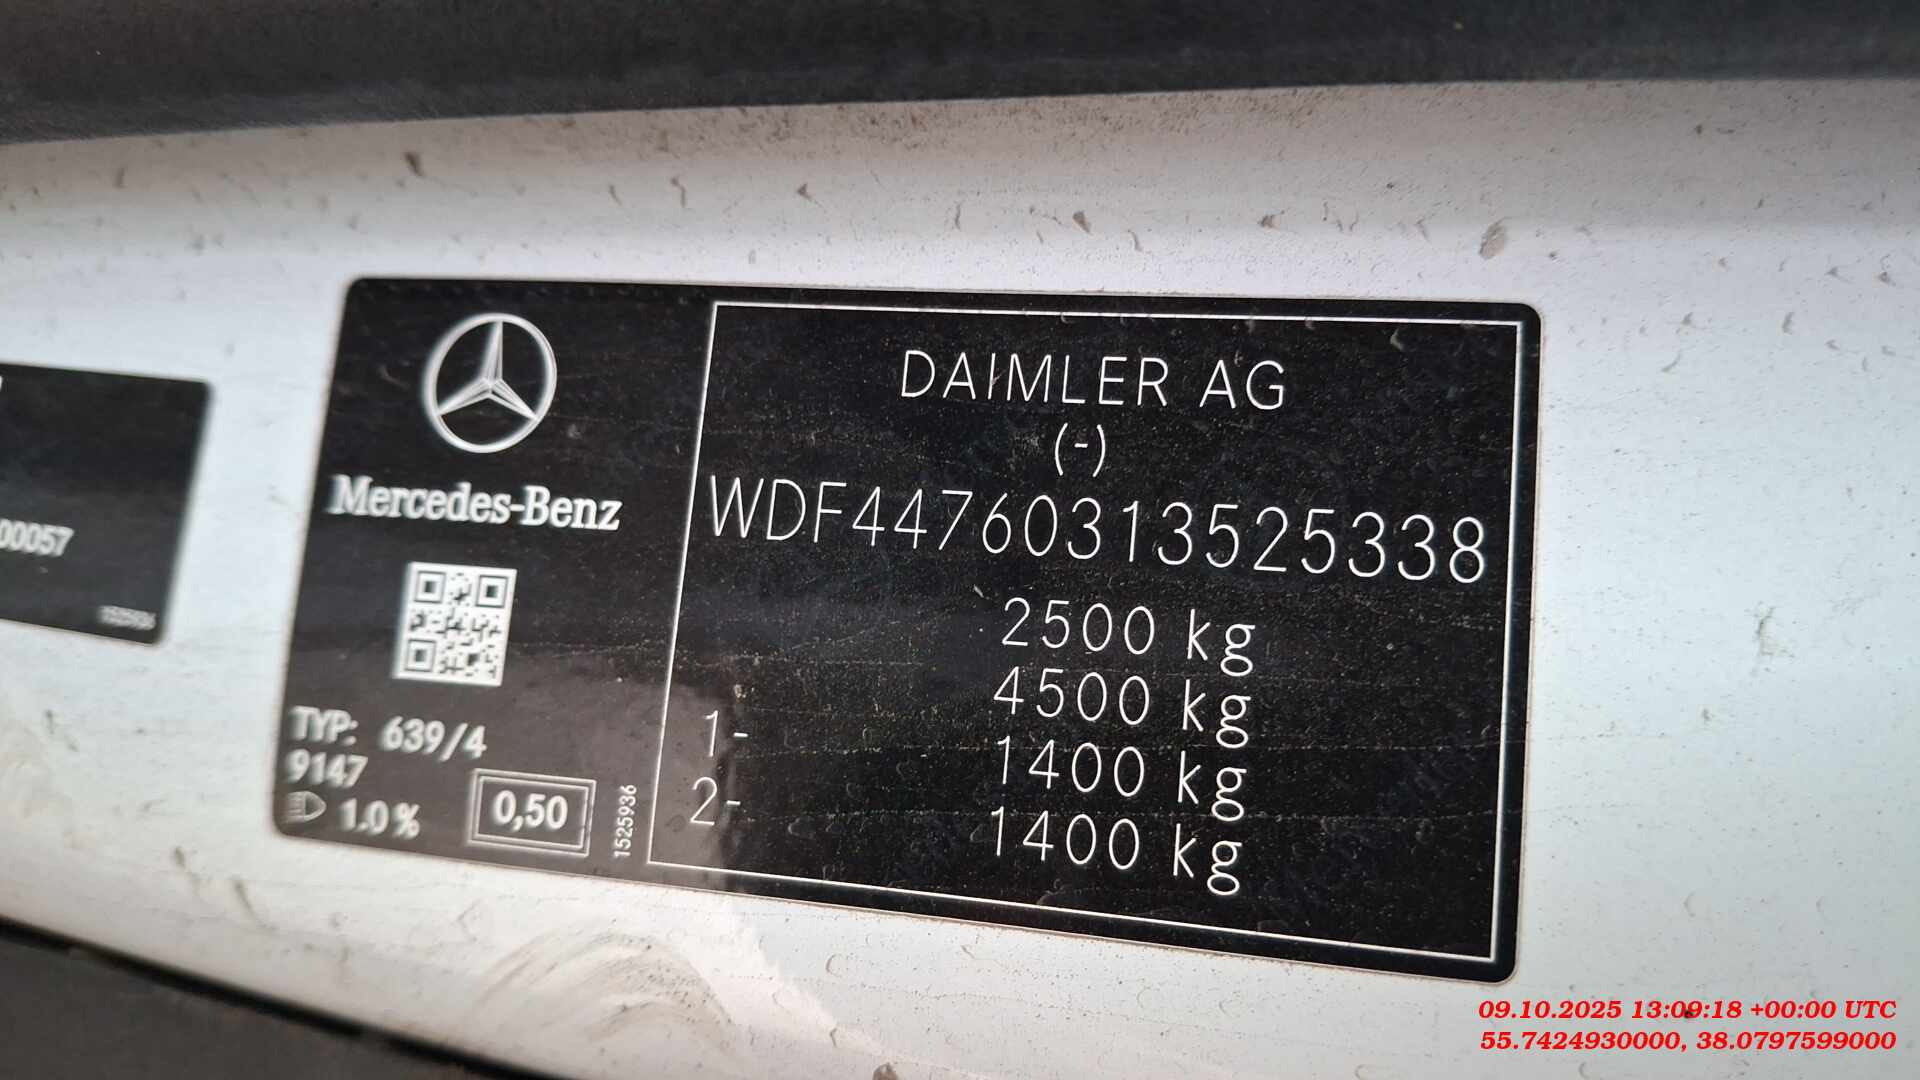 00057
1525936
Mercedes-Benz
TYP: 639/4
9147
1.0%
0,50
1525936
DAIMLER AG
(-)
WDF44760313525338
2500 kg
4500 kg
1- 1400 kg
2- 1400 kg
09.10.2025 13:09:18 +00:00 UTC
55.7424930000, 38.0797599000